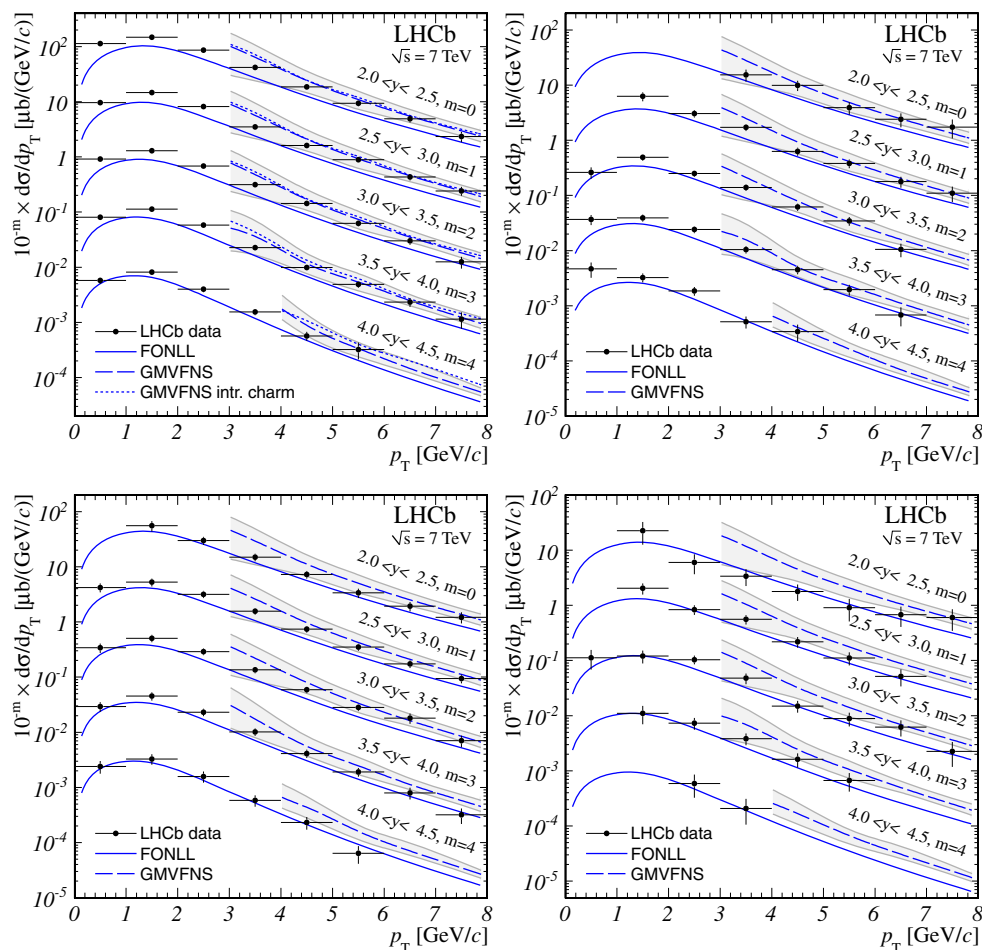 LHCb
√s = 7 TeV
10⁻ᵐ × dσ/dp_T [μb/(GeV/c)]
10²
10
1
10⁻¹
10⁻²
10⁻³
10⁻⁴
2.0 <y< 2.5, m=0
2.5 <y< 3.0, m=1
3.0 <y< 3.5, m=2
3.5 <y< 4.0, m=3
4.0 <y< 4.5, m=4
LHCb data
FONLL
GMVFNS
GMVFNS intr. charm
0 1 2 3 4 5 6 7 8
p_T [GeV/c]
LHCb
√s = 7 TeV
10⁻ᵐ × dσ/dp_T [μb/(GeV/c)]
10²
10
1
10⁻¹
10⁻²
10⁻³
10⁻⁴
10⁻⁵
2.0 <y< 2.5, m=0
2.5 <y< 3.0, m=1
3.0 <y< 3.5, m=2
3.5 <y< 4.0, m=3
4.0 <y< 4.5, m=4
LHCb data
FONLL
GMVFNS
0 1 2 3 4 5 6 7 8
p_T [GeV/c]
LHCb
√s = 7 TeV
10⁻ᵐ × dσ/dp_T [μb/(GeV/c)]
10²
10
1
10⁻¹
10⁻²
10⁻³
10⁻⁴
10⁻⁵
2.0 <y< 2.5, m=0
2.5 <y< 3.0, m=1
3.0 <y< 3.5, m=2
3.5 <y< 4.0, m=3
4.0 <y< 4.5, m=4
LHCb data
FONLL
GMVFNS
0 1 2 3 4 5 6 7 8
p_T [GeV/c]
LHCb
√s = 7 TeV
10⁻ᵐ × dσ/dp_T [μb/(GeV/c)]
10²
10
1
10⁻¹
10⁻²
10⁻³
10⁻⁴
10⁻⁵
2.0 <y< 2.5, m=0
2.5 <y< 3.0, m=1
3.0 <y< 3.5, m=2
3.5 <y< 4.0, m=3
4.0 <y< 4.5, m=4
LHCb data
FONLL
GMVFNS
0 1 2 3 4 5 6 7 8
p_T [GeV/c]